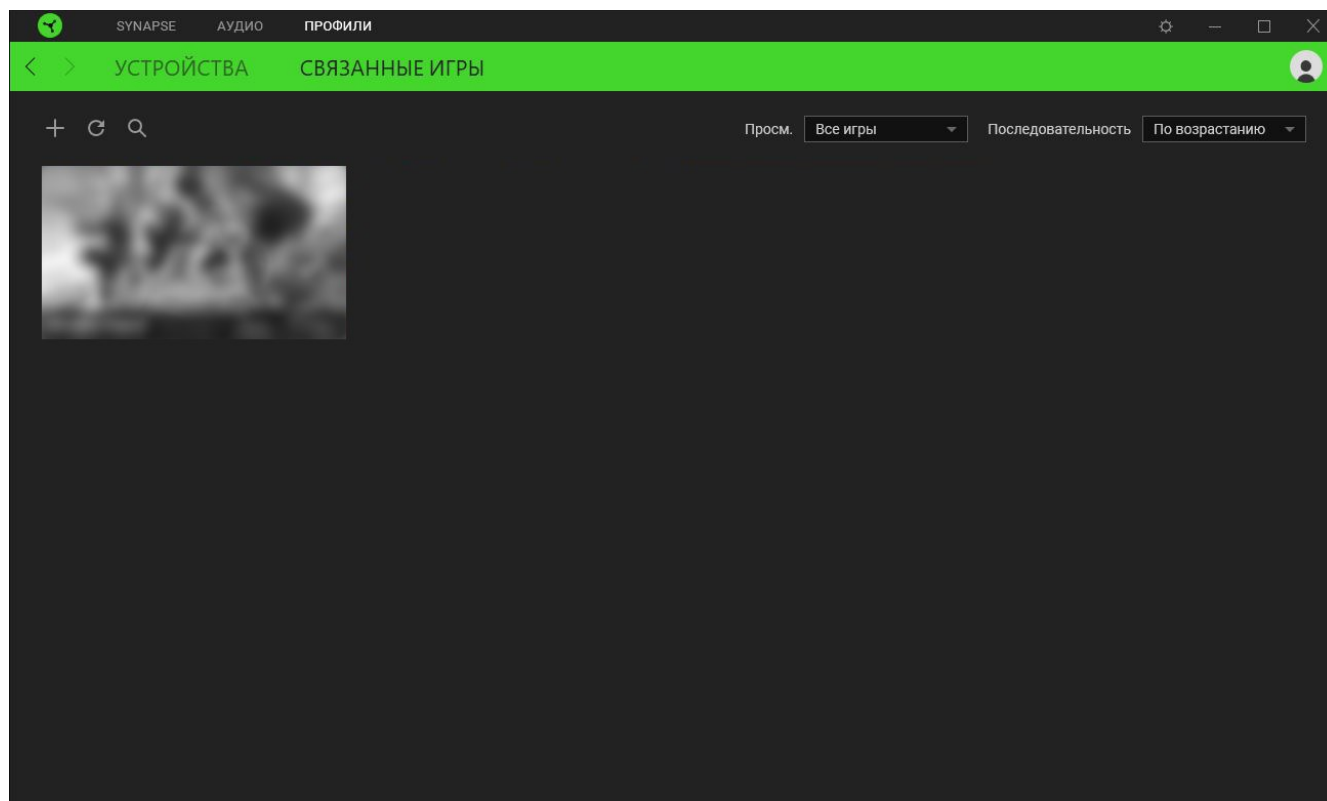 SYNAPSE АУДИО ПРОФИЛИ
УСТРОЙСТВА СВЯЗАННЫЕ ИГРЫ
Просм. Все игры Последовательность По возрастанию